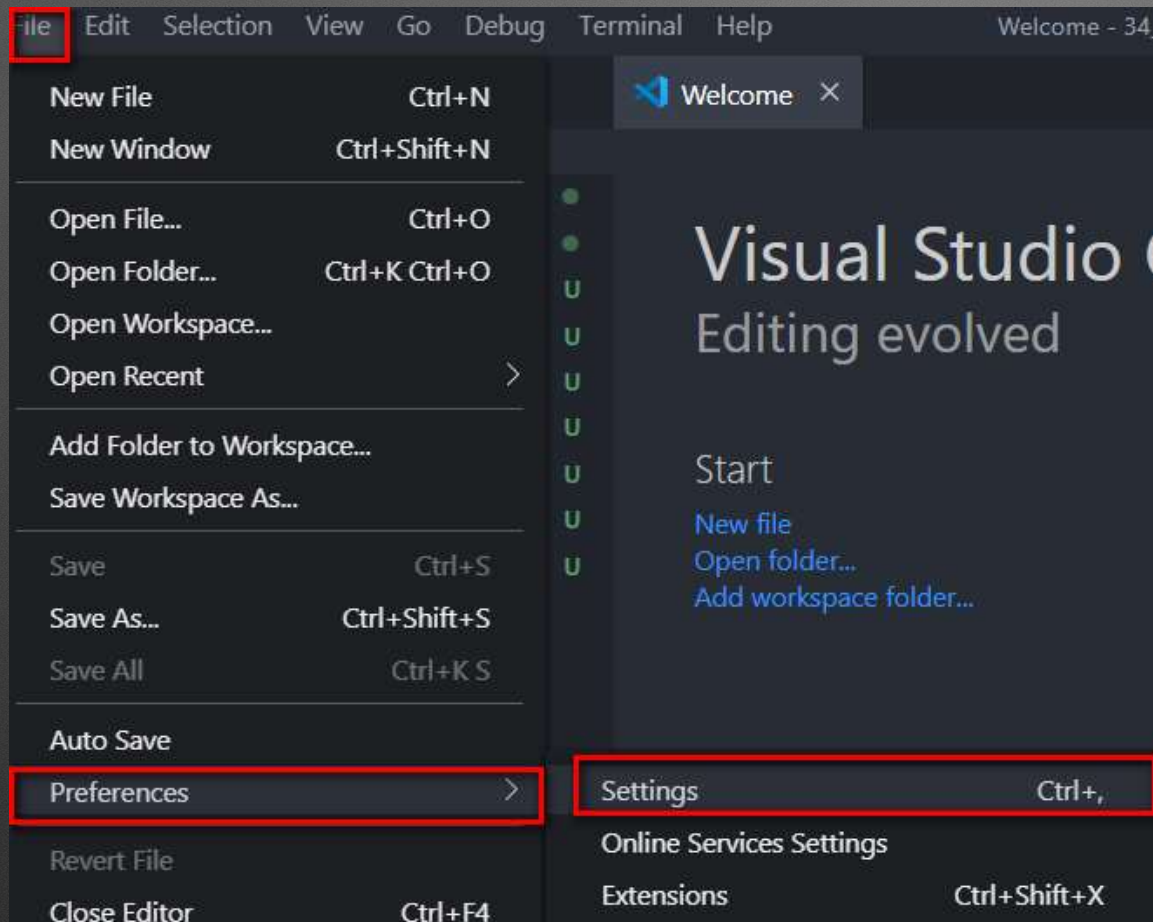 File Edit Selection View Go Debug Terminal Help Welcome - 34
New File Ctrl+N
New Window Ctrl+Shift+N
Open File... Ctrl+O
Open Folder... Ctrl+K Ctrl+O
Open Workspace...
Open Recent
Add Folder to Workspace...
Save Workspace As...
Save Ctrl+S
Save As... Ctrl+Shift+S
Save All Ctrl+K S
Auto Save
Preferences
Revert File
Close Editor Ctrl+F4
U
U
U
U
U
U
U
Welcome
Visual Studio
Editing evolved
Start
New file
Open folder...
Add workspace folder...
Settings Ctrl+,
Online Services Settings
Extensions Ctrl+Shift+X